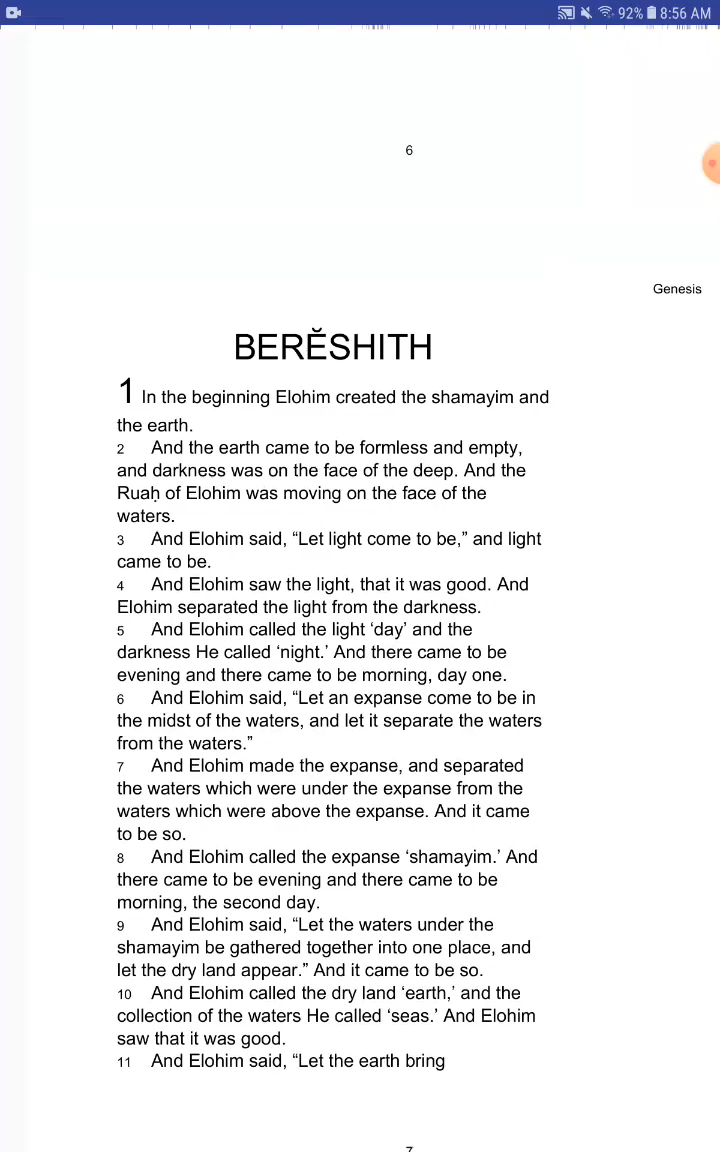 92% 8:56 AM
6
Genesis
BERĔSHITH
1 In the beginning Elohim created the shamayim and
the earth.
2 And the earth came to be formless and empty,
and darkness was on the face of the deep. And the
Ruaḥ of Elohim was moving on the face of the
waters.
3 And Elohim said, “Let light come to be,” and light
came to be.
4 And Elohim saw the light, that it was good. And
Elohim separated the light from the darkness.
5 And Elohim called the light ‘day’ and the
darkness He called ‘night.’ And there came to be
evening and there came to be morning, day one.
6 And Elohim said, “Let an expanse come to be in
the midst of the waters, and let it separate the waters
from the waters.”
7 And Elohim made the expanse, and separated
the waters which were under the expanse from the
waters which were above the expanse. And it came
to be so.
8 And Elohim called the expanse ‘shamayim.’ And
there came to be evening and there came to be
morning, the second day.
9 And Elohim said, “Let the waters under the
shamayim be gathered together into one place, and
let the dry land appear.” And it came to be so.
10 And Elohim called the dry land ‘earth,’ and the
collection of the waters He called ‘seas.’ And Elohim
saw that it was good.
11 And Elohim said, “Let the earth bring
7